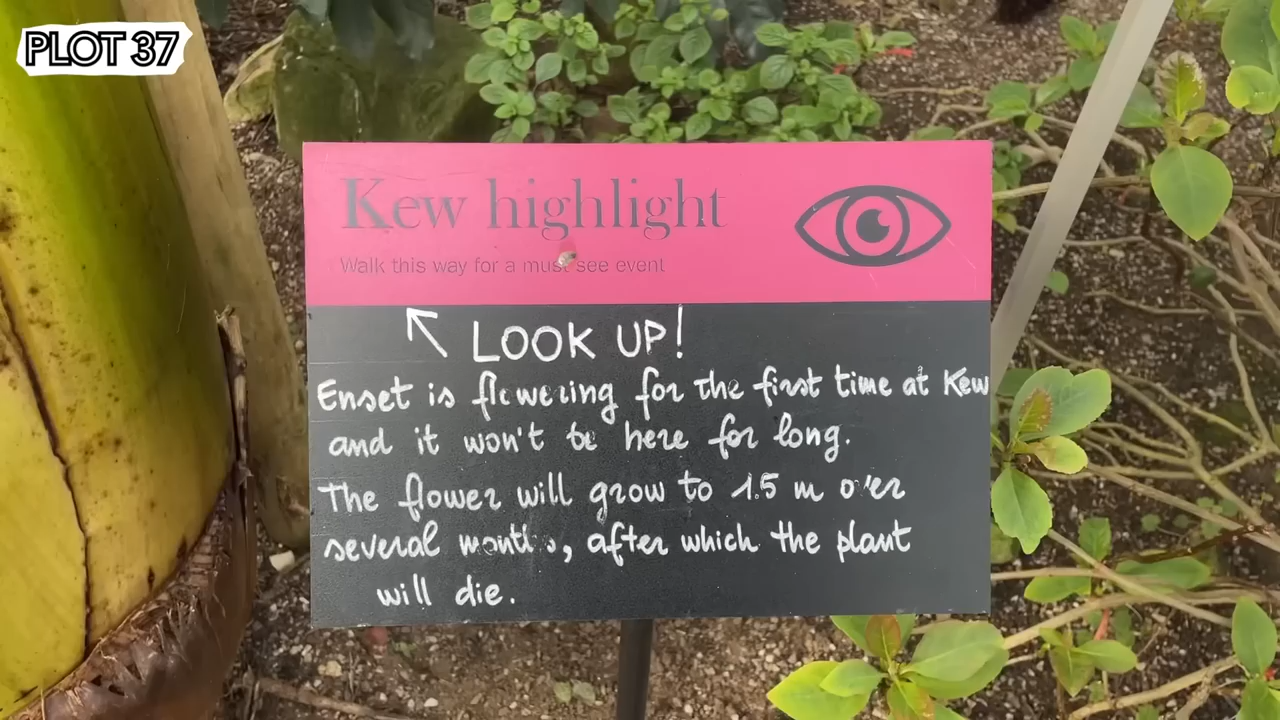 PLOT 37
Kew highlight
Walk this way for a must see event
LOOK UP!
Enset is flowering for the first time at Kew
and it won't be here for long.
The flower will grow to 1.5 m over
several months, after which the plant
will die.